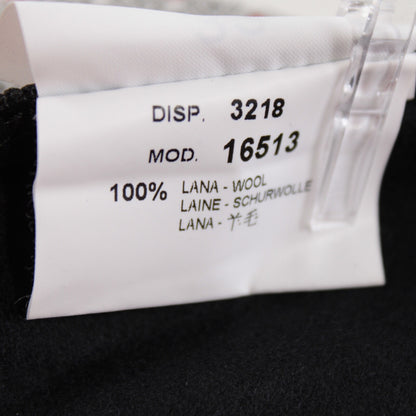 DISP. 3218
MOD. 16513
100% LANA - WOOL
LAINE - SCHURWOLLE
LANA - 羊毛